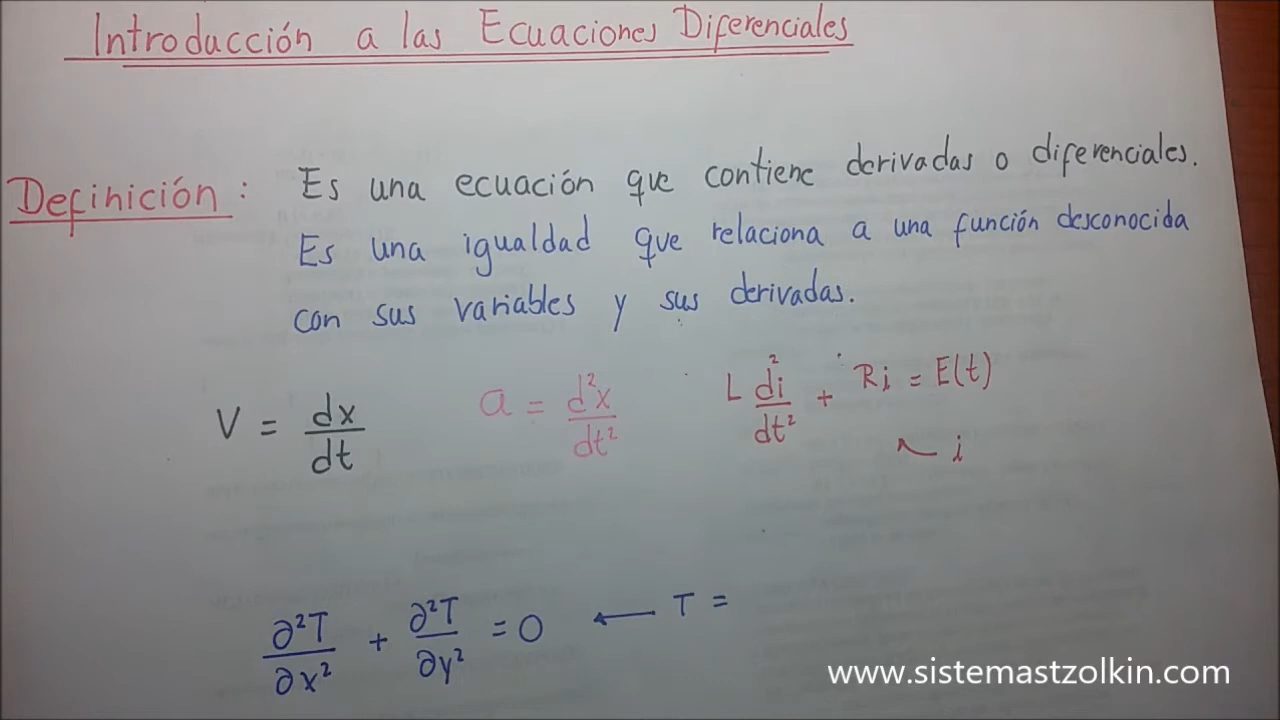 Introducción a las Ecuaciones Diferenciales
Definición: Es una ecuación que contiene derivadas o diferenciales.
Es una igualdad que relaciona a una función desconocida
con sus variables y sus derivadas.
V = dx/dt a = d²x/dt² L d²i/dt² + Ri = E(t)
~ i
∂²T/∂x² + ∂²T/∂y² = 0 ← T =
www.sistemastzolkin.com